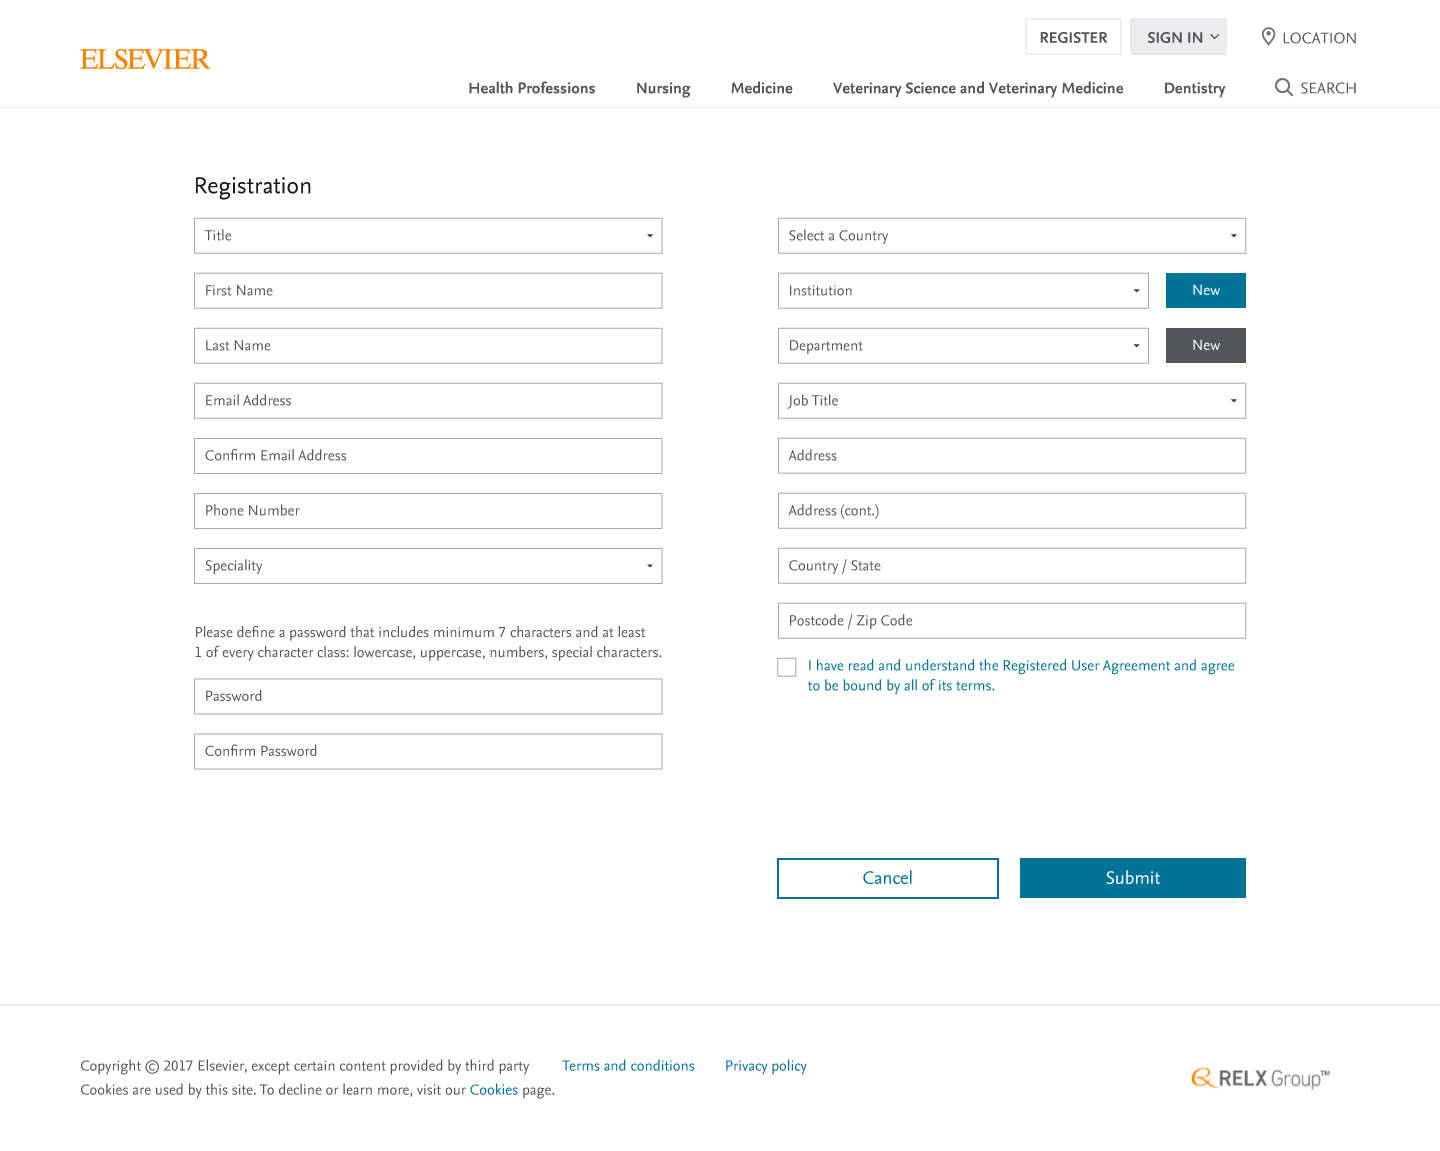 REGISTER
SIGN IN
LOCATION
ELSEVIER
Health Professions
Nursing
Medicine
Veterinary Science and Veterinary Medicine
Dentistry
SEARCH
Registration
Title
First Name
Last Name
Email Address
Confirm Email Address
Phone Number
Speciality
Please define a password that includes minimum 7 characters and at least
1 of every character class: lowercase, uppercase, numbers, special characters.
Password
Confirm Password
Select a Country
Institution
New
Department
New
Job Title
Address
Address (cont.)
Country / State
Postcode / Zip Code
I have read and understand the Registered User Agreement and agree
to be bound by all of its terms.
Cancel
Submit
Copyright © 2017 Elsevier, except certain content provided by third party
Terms and conditions
Privacy policy
Cookies are used by this site. To decline or learn more, visit our Cookies page.
RELX Group™